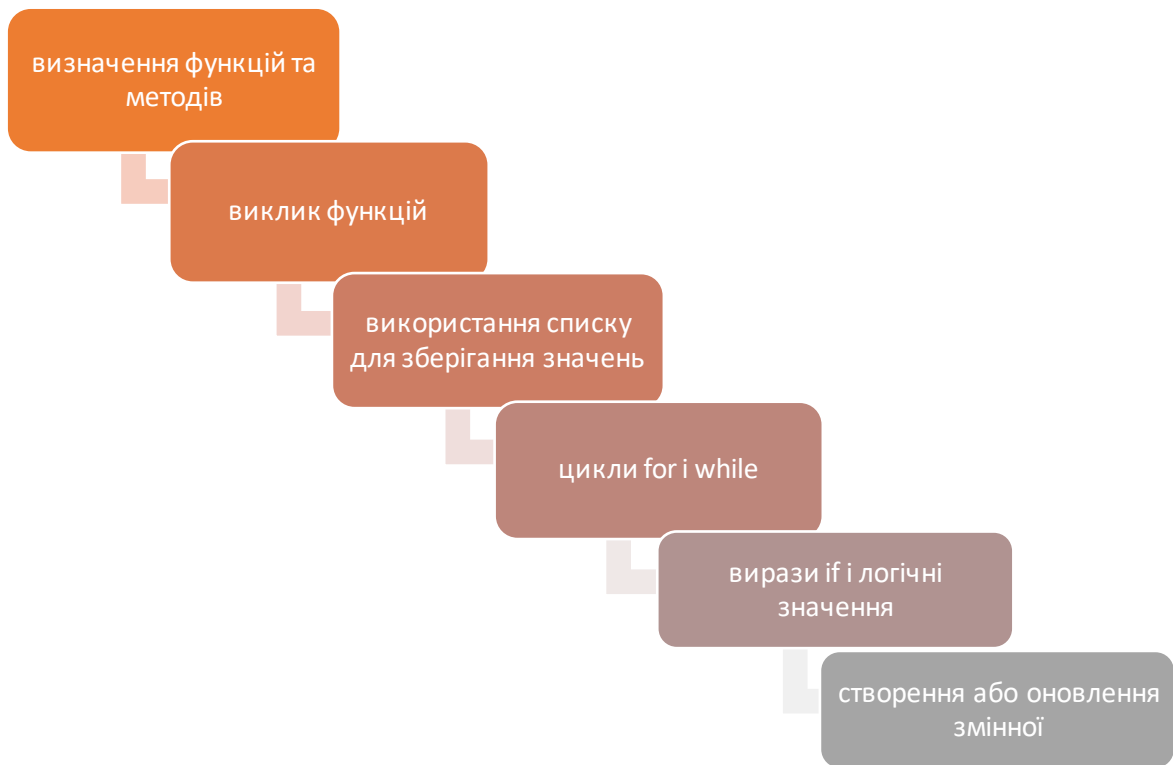 визначення функцій та
методів
виклик функцій
використання списку
для зберігання значень
цикли for і while
вирази if і логічні
значення
створення або оновлення
змінної